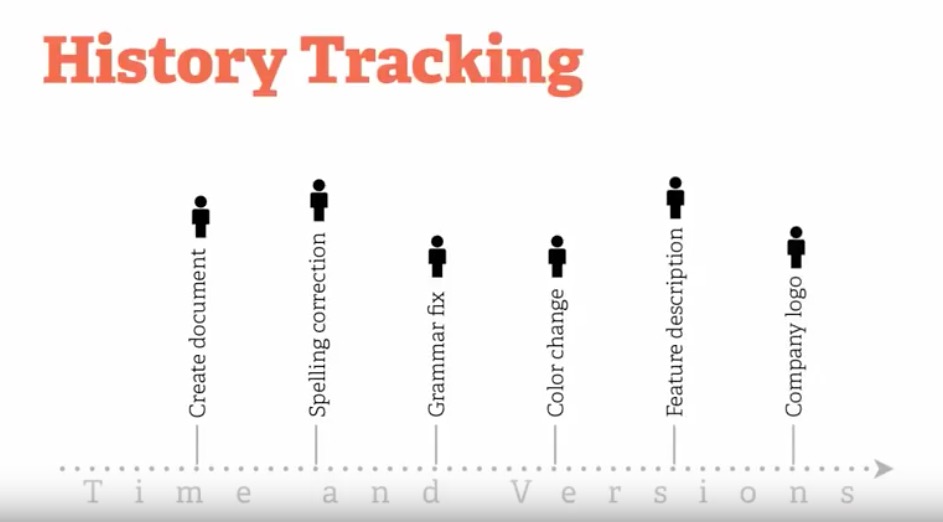 History Tracking
Create document
Spelling correction
Grammar fix
Color change
Feature description
Company logo
Time and Versions